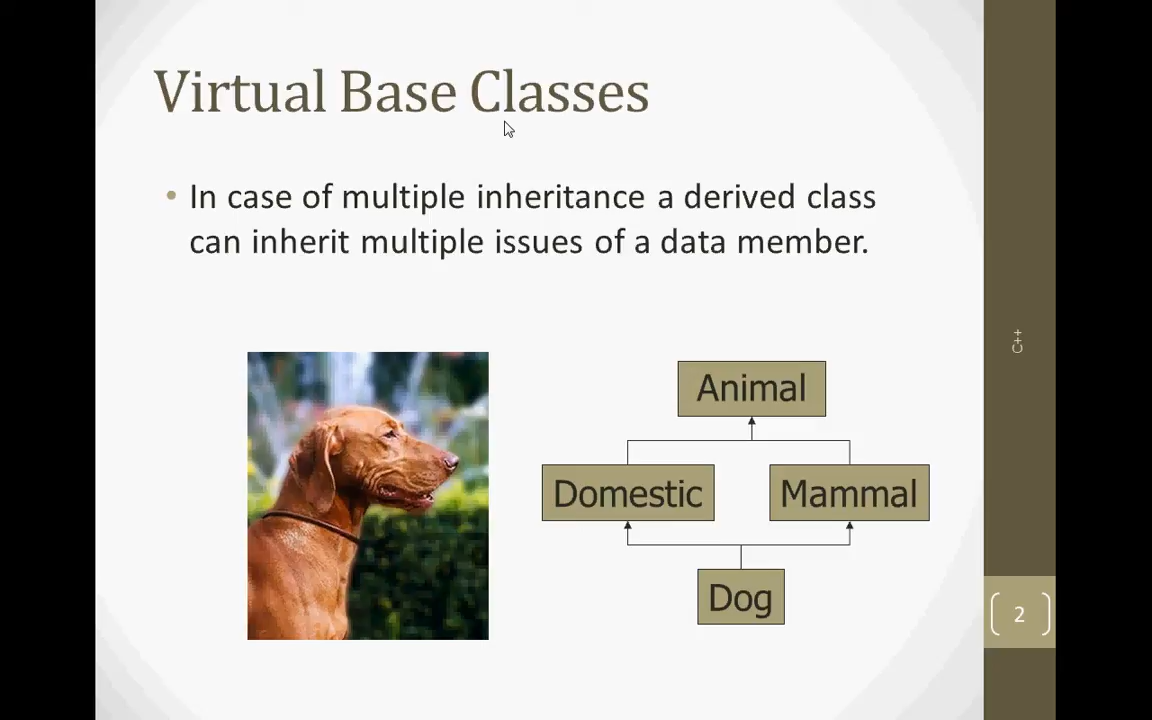 Virtual Base Classes
• In case of multiple inheritance a derived class
can inherit multiple issues of a data member.
Animal
Domestic
Mammal
Dog
C++
2